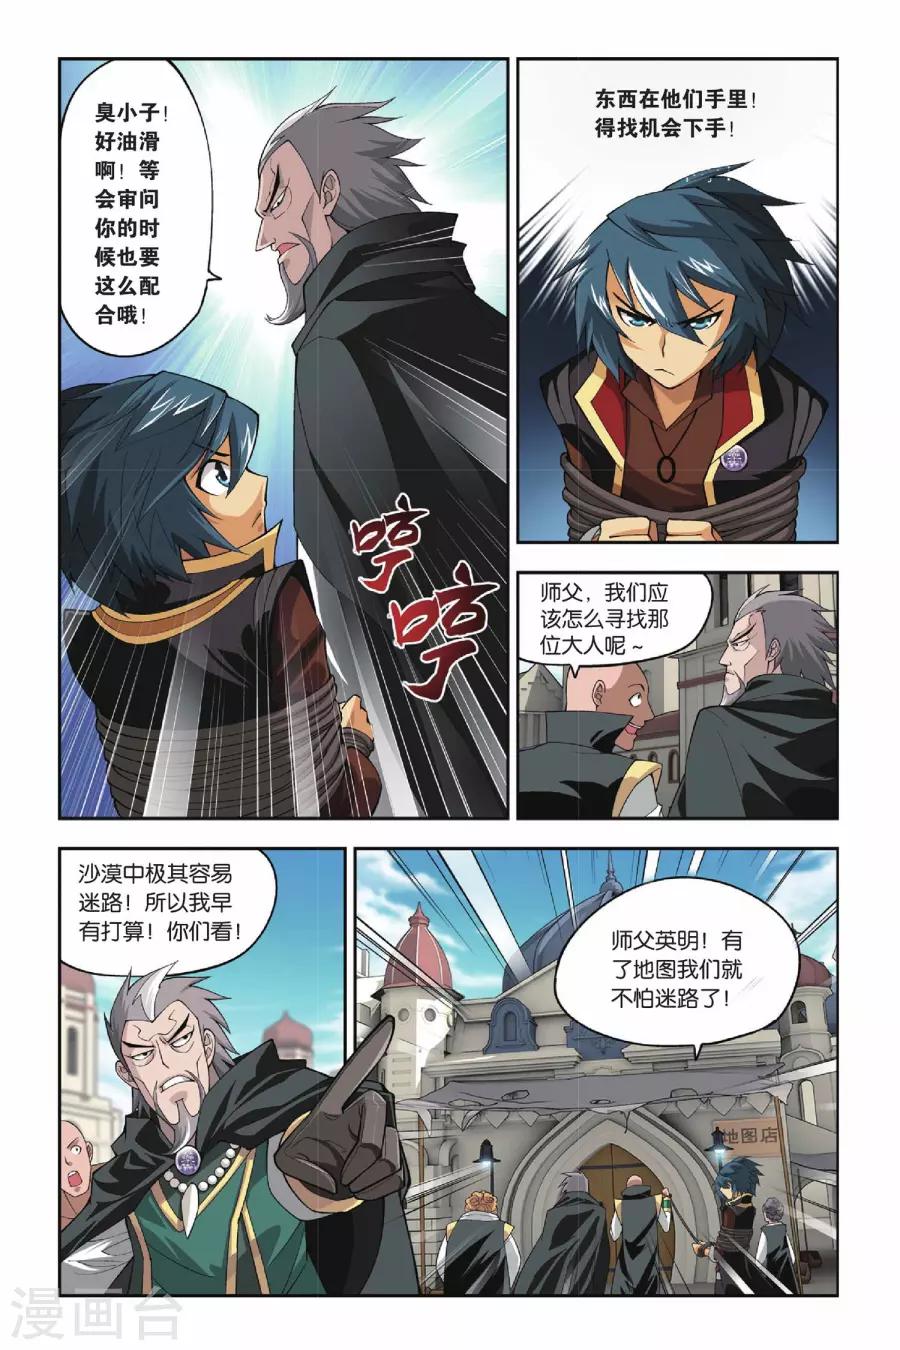 臭小子！
好油滑
啊！等
会审问
你的时
候也要
这么配
合哦！
东西在他们手里！
得找机会下手！
哼
哼
师父，我们应
该怎么寻找那
位大人呢～
沙漠中极其容易
迷路！所以我早
有打算！你们看！
师父英明！有
了地图我们就
不怕迷路了！
地图店
漫画台